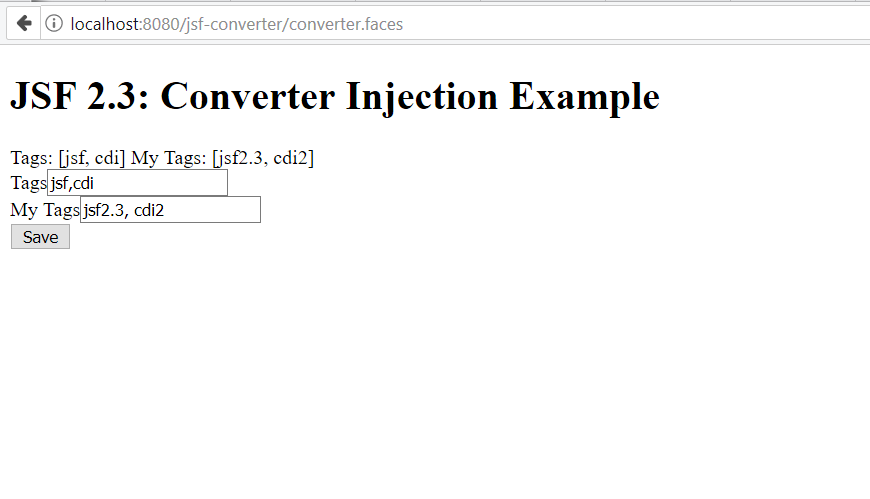 localhost:8080/jsf-converter/converter.faces
JSF 2.3: Converter Injection Example
Tags: [jsf, cdi] My Tags: [jsf2.3, cdi2]
Tags jsf,cdi
My Tags jsf2.3, cdi2
Save